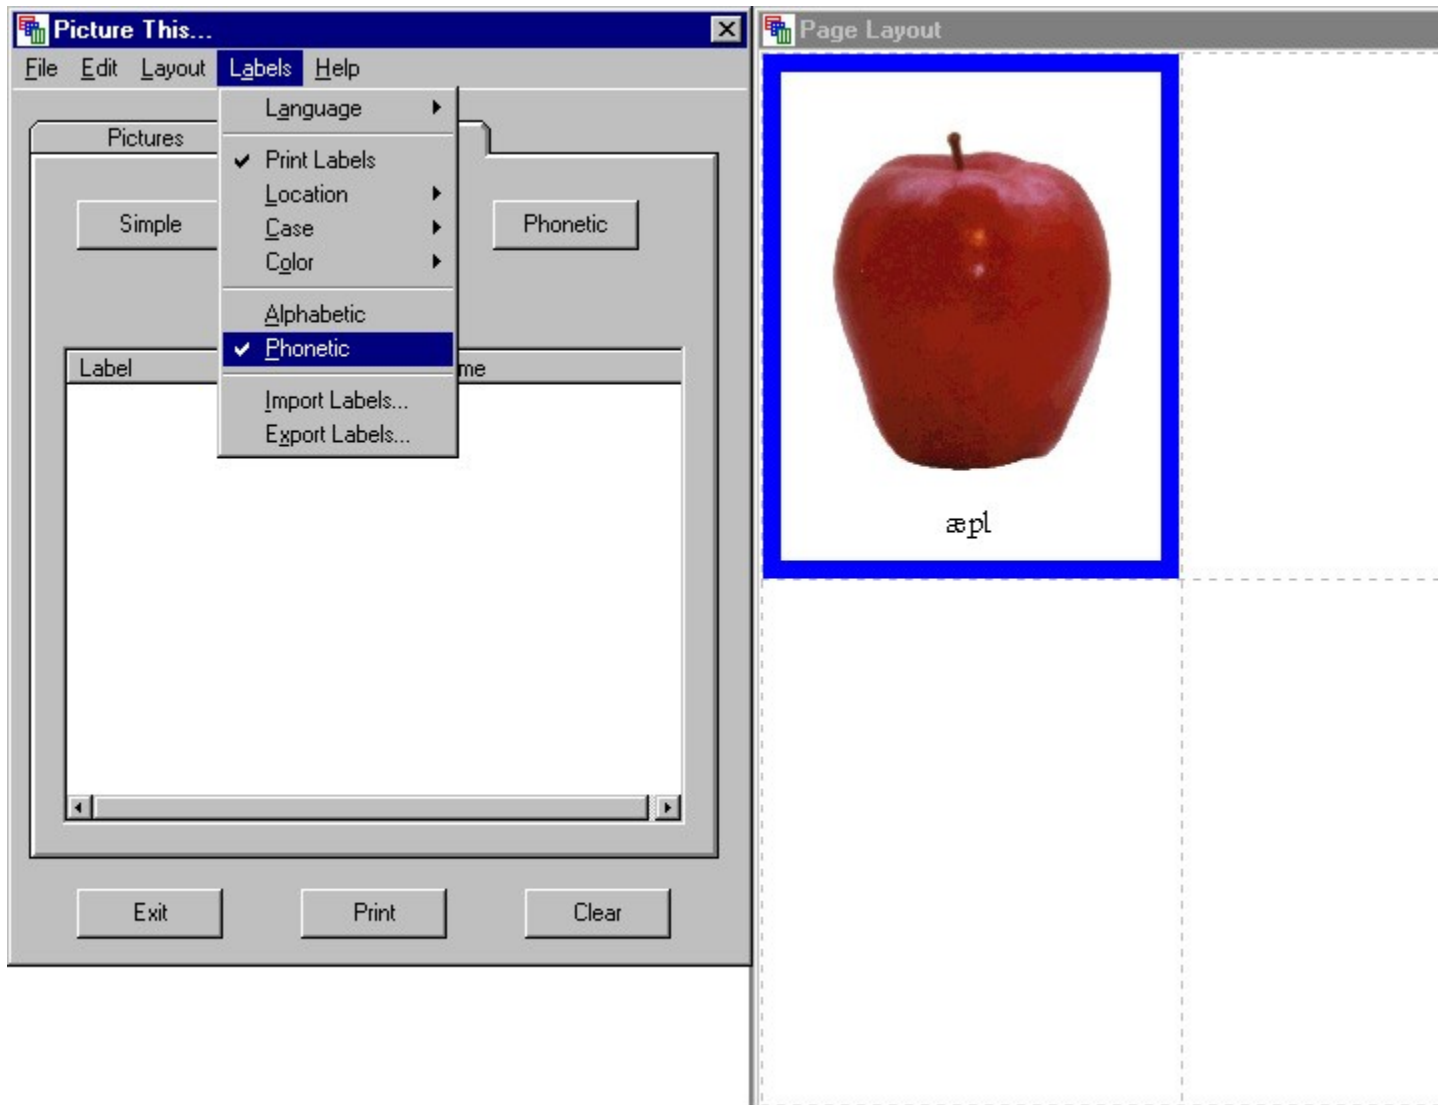 Picture This...
File Edit Layout Labels Help
Language
Pictures
Print Labels
Location
Simple
Case
Phonetic
Color
Alphabetic
Phonetic
Label
me
Import Labels...
Export Labels...
Exit Print Clear
Page Layout
æpl